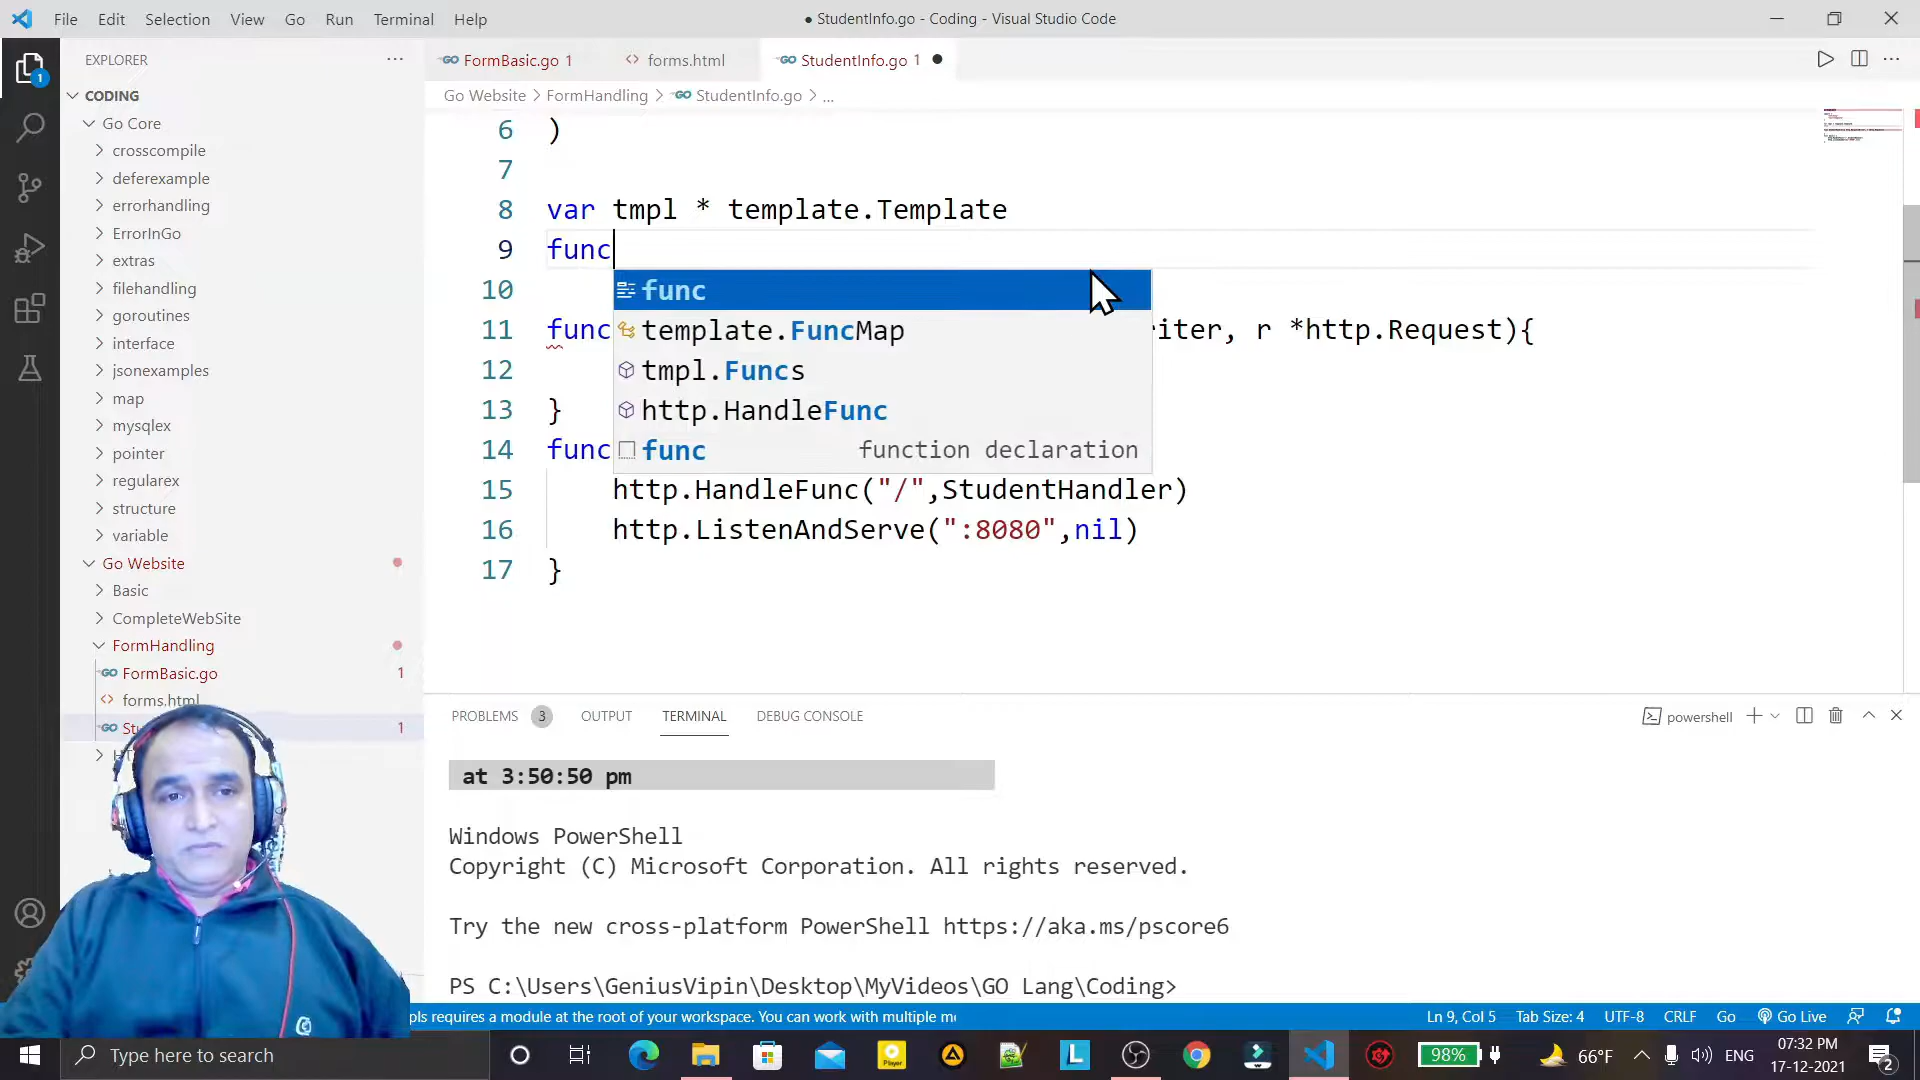 File Edit Selection View Go Run Terminal Help
● StudentInfo.go - Coding - Visual Studio Code
EXPLORER
FormBasic.go 1
forms.html
StudentInfo.go 1
Go Website > FormHandling > StudentInfo.go > ...
CODING
Go Core
crosscompile
deferexample
errorhandling
ErrorInGo
extras
filehandling
goroutines
interface
jsonexamples
map
mysqlex
pointer
regularex
structure
variable
Go Website
Basic
CompleteWebSite
FormHandling
FormBasic.go 1
forms.html
1
6 )
7
8 var tmpl * template.Template
9 func
10
11 func iter, r *http.Request){
12
13 }
14 func
15 http.HandleFunc("/",StudentHandler)
16 http.ListenAndServe(":8080",nil)
17 }
func
template.FuncMap
tmpl.Funcs
http.HandleFunc
func function declaration
PROBLEMS 3 OUTPUT TERMINAL DEBUG CONSOLE
powershell
at 3:50:50 pm
Windows PowerShell
Copyright (C) Microsoft Corporation. All rights reserved.
Try the new cross-platform PowerShell https://aka.ms/pscore6
PS C:\Users\GeniusVipin\Desktop\MyVideos\GO Lang\Coding>
pls requires a module at the root of your workspace. You can work with multiple m
Ln 9, Col 5 Tab Size: 4 UTF-8 CRLF Go Go Live
Type here to search
98%
66°F
ENG
07:32 PM
17-12-2021
2